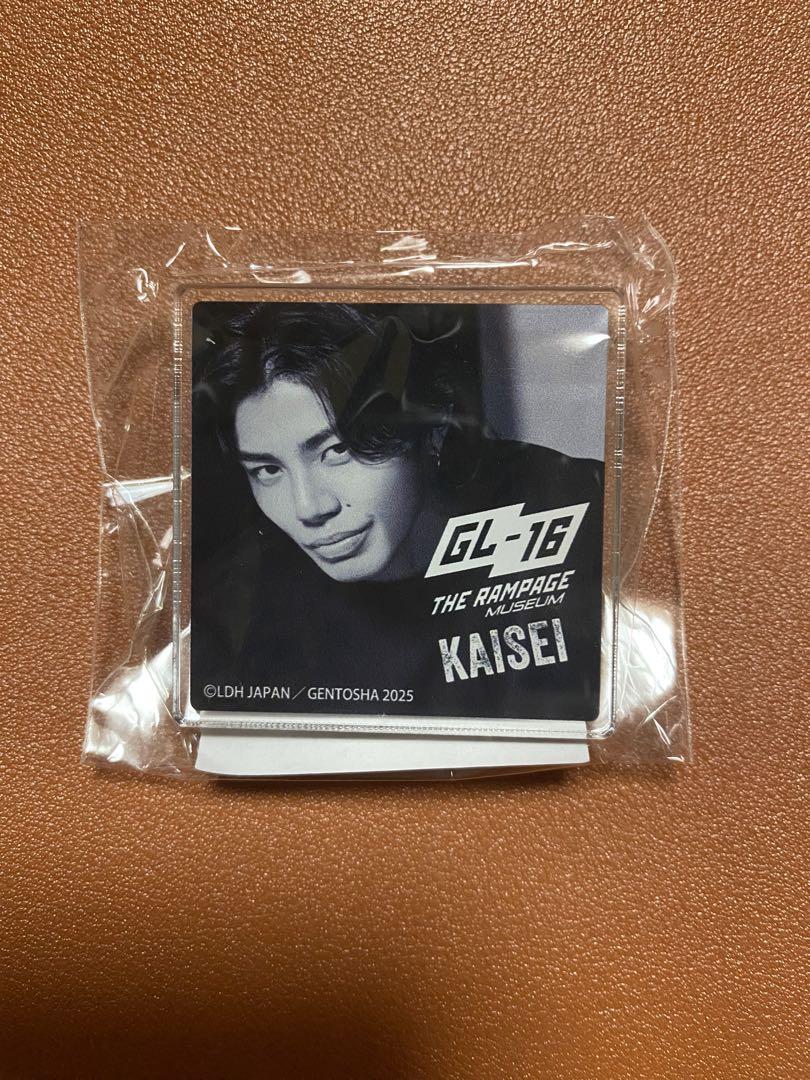 GL-16
THE RAMPAGE
MUSEUM
KAISEI
©LDH JAPAN／GENTOSHA 2025